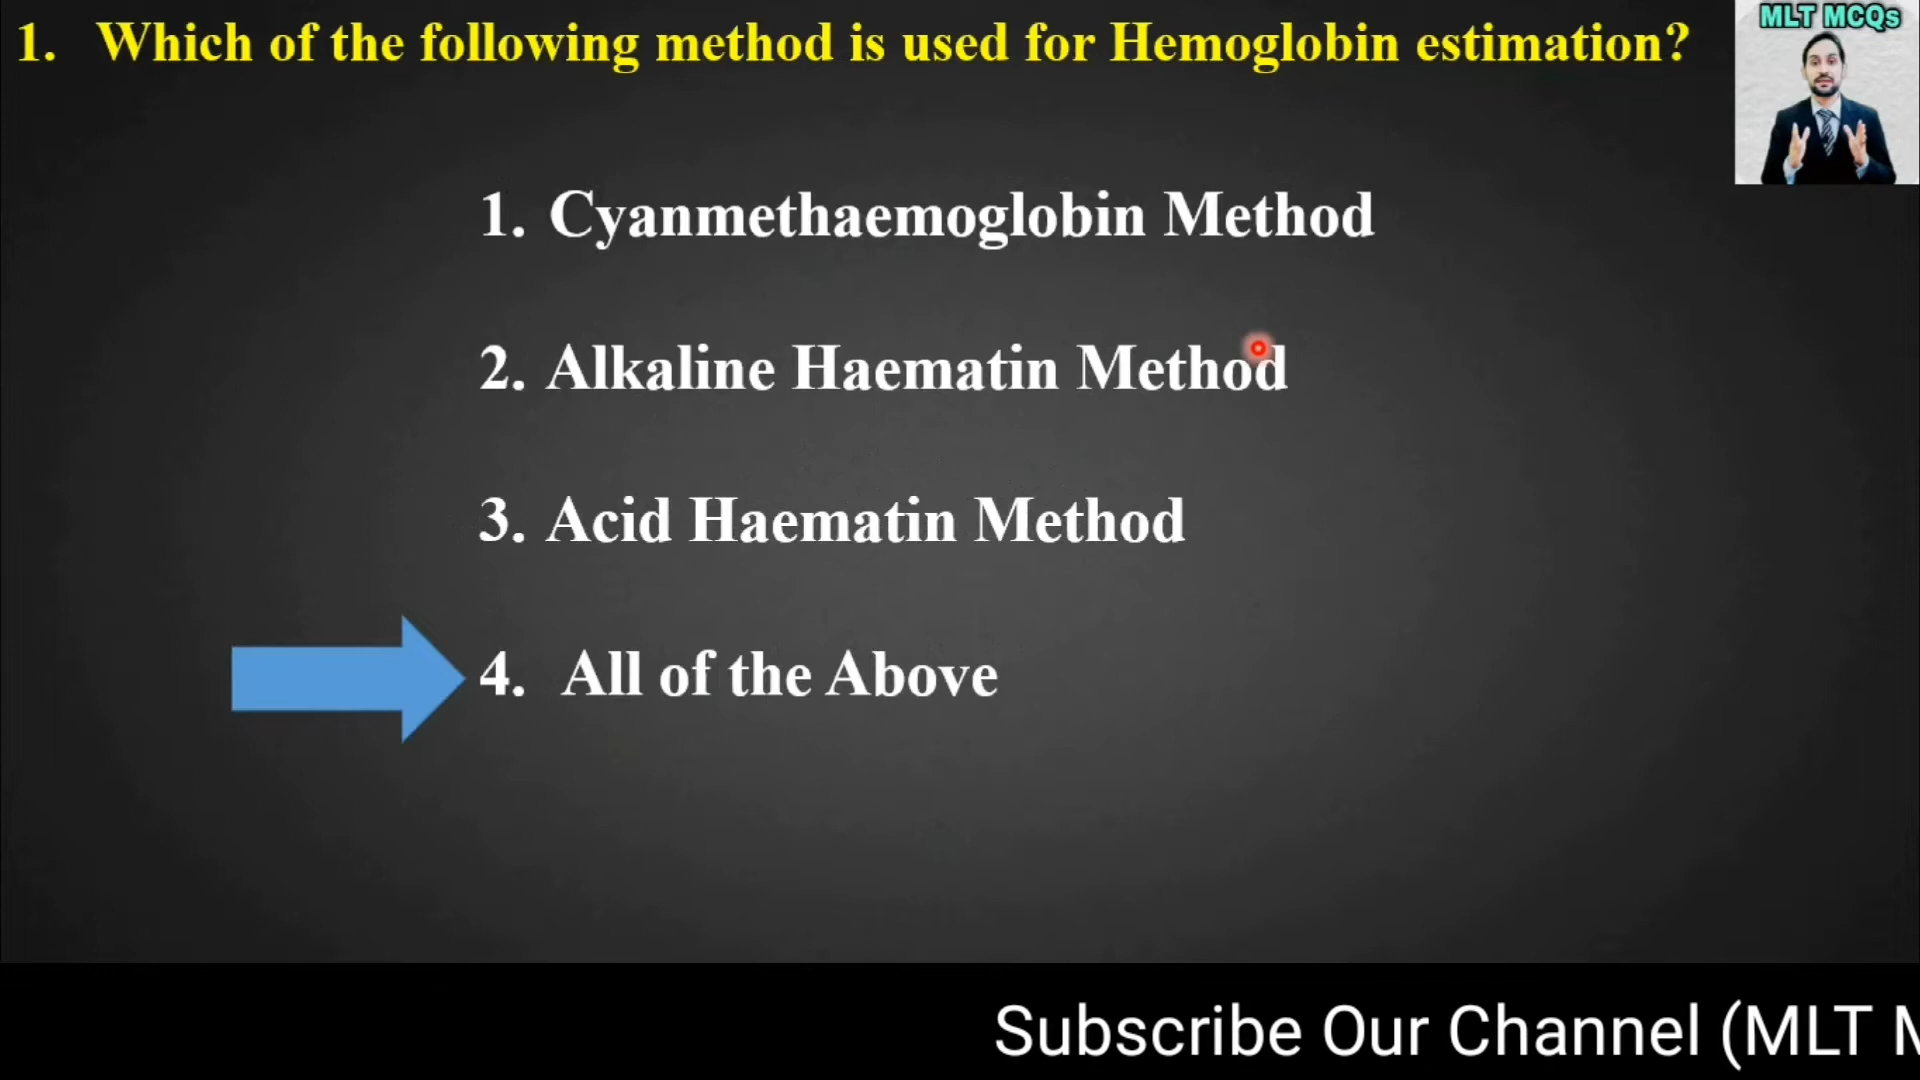 1. Which of the following method is used for Hemoglobin estimation?
MLT MCQs
1. Cyanmethaemoglobin Method
2. Alkaline Haematin Method
3. Acid Haematin Method
4. All of the Above
Subscribe Our Channel (MLT